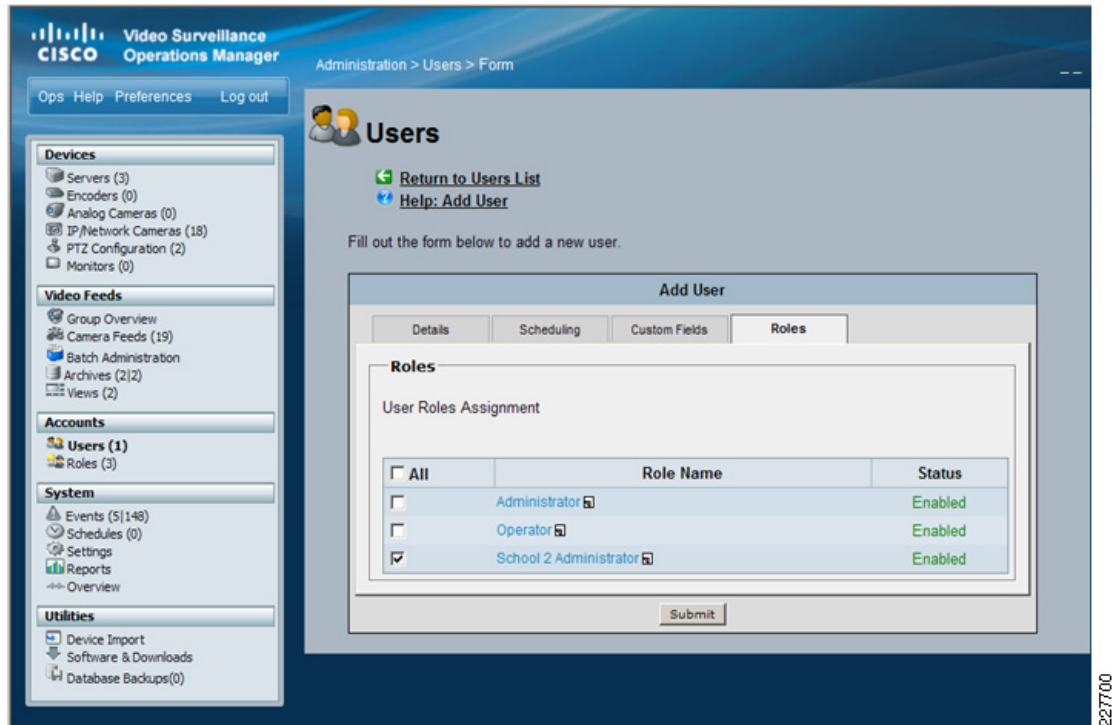 CISCO
Video Surveillance
Operations Manager
Ops Help Preferences Log out
Devices
Servers (3)
Encoders (0)
Analog Cameras (0)
IP/Network Cameras (18)
PTZ Configuration (2)
Monitors (0)
Video Feeds
Group Overview
Camera Feeds (19)
Batch Administration
Archives (2|2)
Views (2)
Accounts
Users (1)
Roles (3)
System
Events (5|148)
Schedules (0)
Settings
Reports
Overview
Utilities
Device Import
Software & Downloads
Database Backups(0)
Administration > Users > Form
Users
Return to Users List
Help: Add User
Fill out the form below to add a new user.
Add User
Details Scheduling Custom Fields Roles
Roles
User Roles Assignment
All Role Name Status
Administrator Enabled
Operator Enabled
School 2 Administrator Enabled
Submit
227700